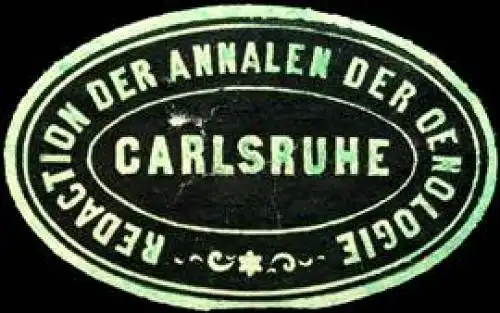 REDACTION DER ANNALEN DER OENOLOGIE
CARLSRUHE